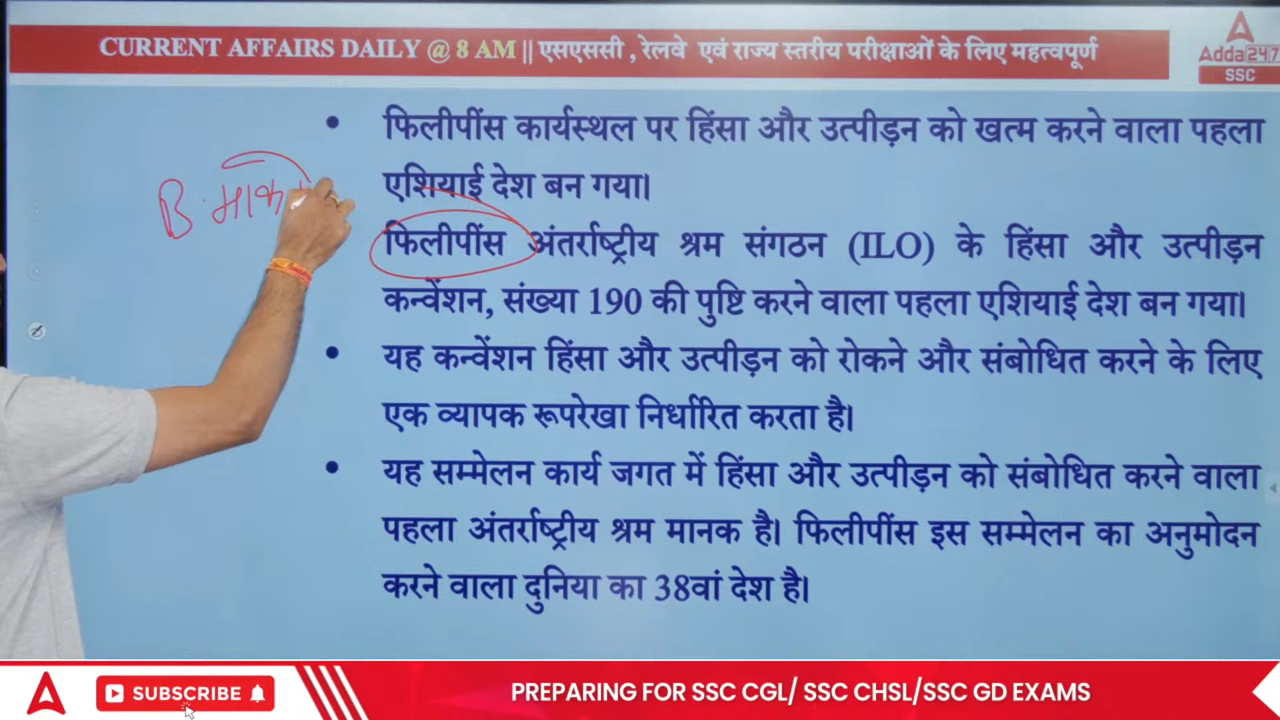 CURRENT AFFAIRS DAILY @ 8 AM || एसएससी , रेलवे एवं राज्य स्तरीय परीक्षाओं के लिए महत्वपूर्ण
Adda247
SSC
• फिलीपींस कार्यस्थल पर हिंसा और उत्पीड़न को खत्म करने वाला पहला
एशियाई देश बन गया।
फिलीपींस अंतर्राष्ट्रीय श्रम संगठन (ILO) के हिंसा और उत्पीड़न
कन्वेंशन, संख्या 190 की पुष्टि करने वाला पहला एशियाई देश बन गया।
• यह कन्वेंशन हिंसा और उत्पीड़न को रोकने और संबोधित करने के लिए
एक व्यापक रूपरेखा निर्धारित करता है।
• यह सम्मेलन कार्य जगत में हिंसा और उत्पीड़न को संबोधित करने वाला
पहला अंतर्राष्ट्रीय श्रम मानक है। फिलीपींस इस सम्मेलन का अनुमोदन
करने वाला दुनिया का 38वां देश है।
B.
SUBSCRIBE
PREPARING FOR SSC CGL/ SSC CHSL/SSC GD EXAMS